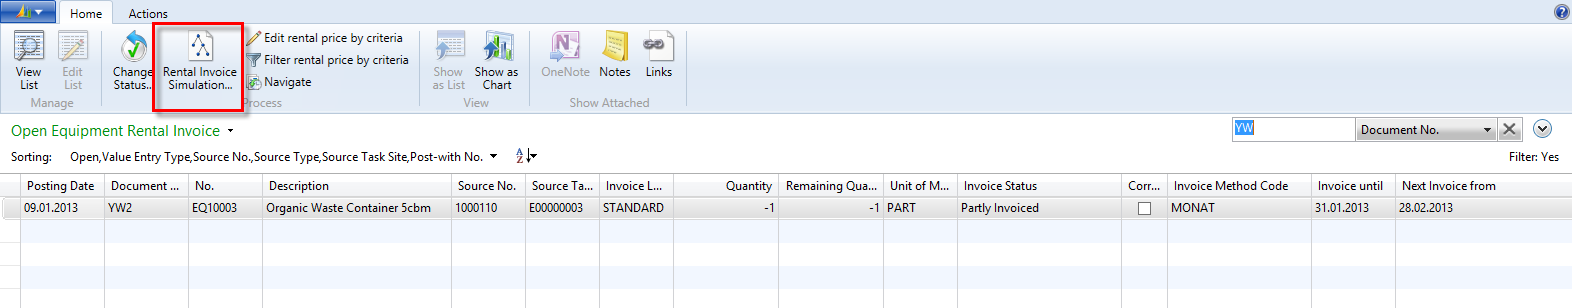 Home Actions
View List
Edit List
Manage
Change Status...
Rental Invoice Simulation...
Edit rental price by criteria
Filter rental price by criteria
Navigate
Process
Show as List
Show as Chart
View
OneNote
Notes
Links
Show Attached
Open Equipment Rental Invoice
YW Document No.
Sorting: Open,Value Entry Type,Source No.,Source Type,Source Task Site,Post-with No.
Filter: Yes
Posting Date Document ... No. Description Source No. Source Ta... Invoice L... Quantity Remaining Qua... Unit of M... Invoice Status Corr... Invoice Method Code Invoice until Next Invoice from
09.01.2013 YW2 EQ10003 Organic Waste Container 5cbm 1000110 E00000003 STANDARD -1 -1 PART Partly Invoiced MONAT 31.01.2013 28.02.2013